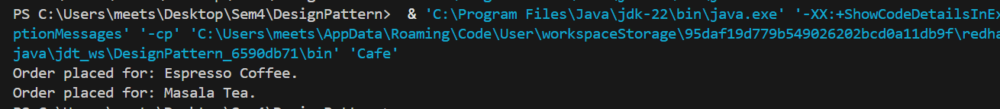 PS C:\Users\meets\Desktop\Sem4\DesignPattern>  & 'C:\Program Files\Java\jdk-22\bin\java.exe' '-XX:+ShowCodeDetailsInEx
ptionMessages' '-cp' 'C:\Users\meets\AppData\Roaming\Code\User\workspaceStorage\95daf19d779b549026202bcd0a11db9f\redha
java\jdt_ws\DesignPattern_6590db71\bin' 'Cafe'
Order placed for: Espresso Coffee.
Order placed for: Masala Tea.